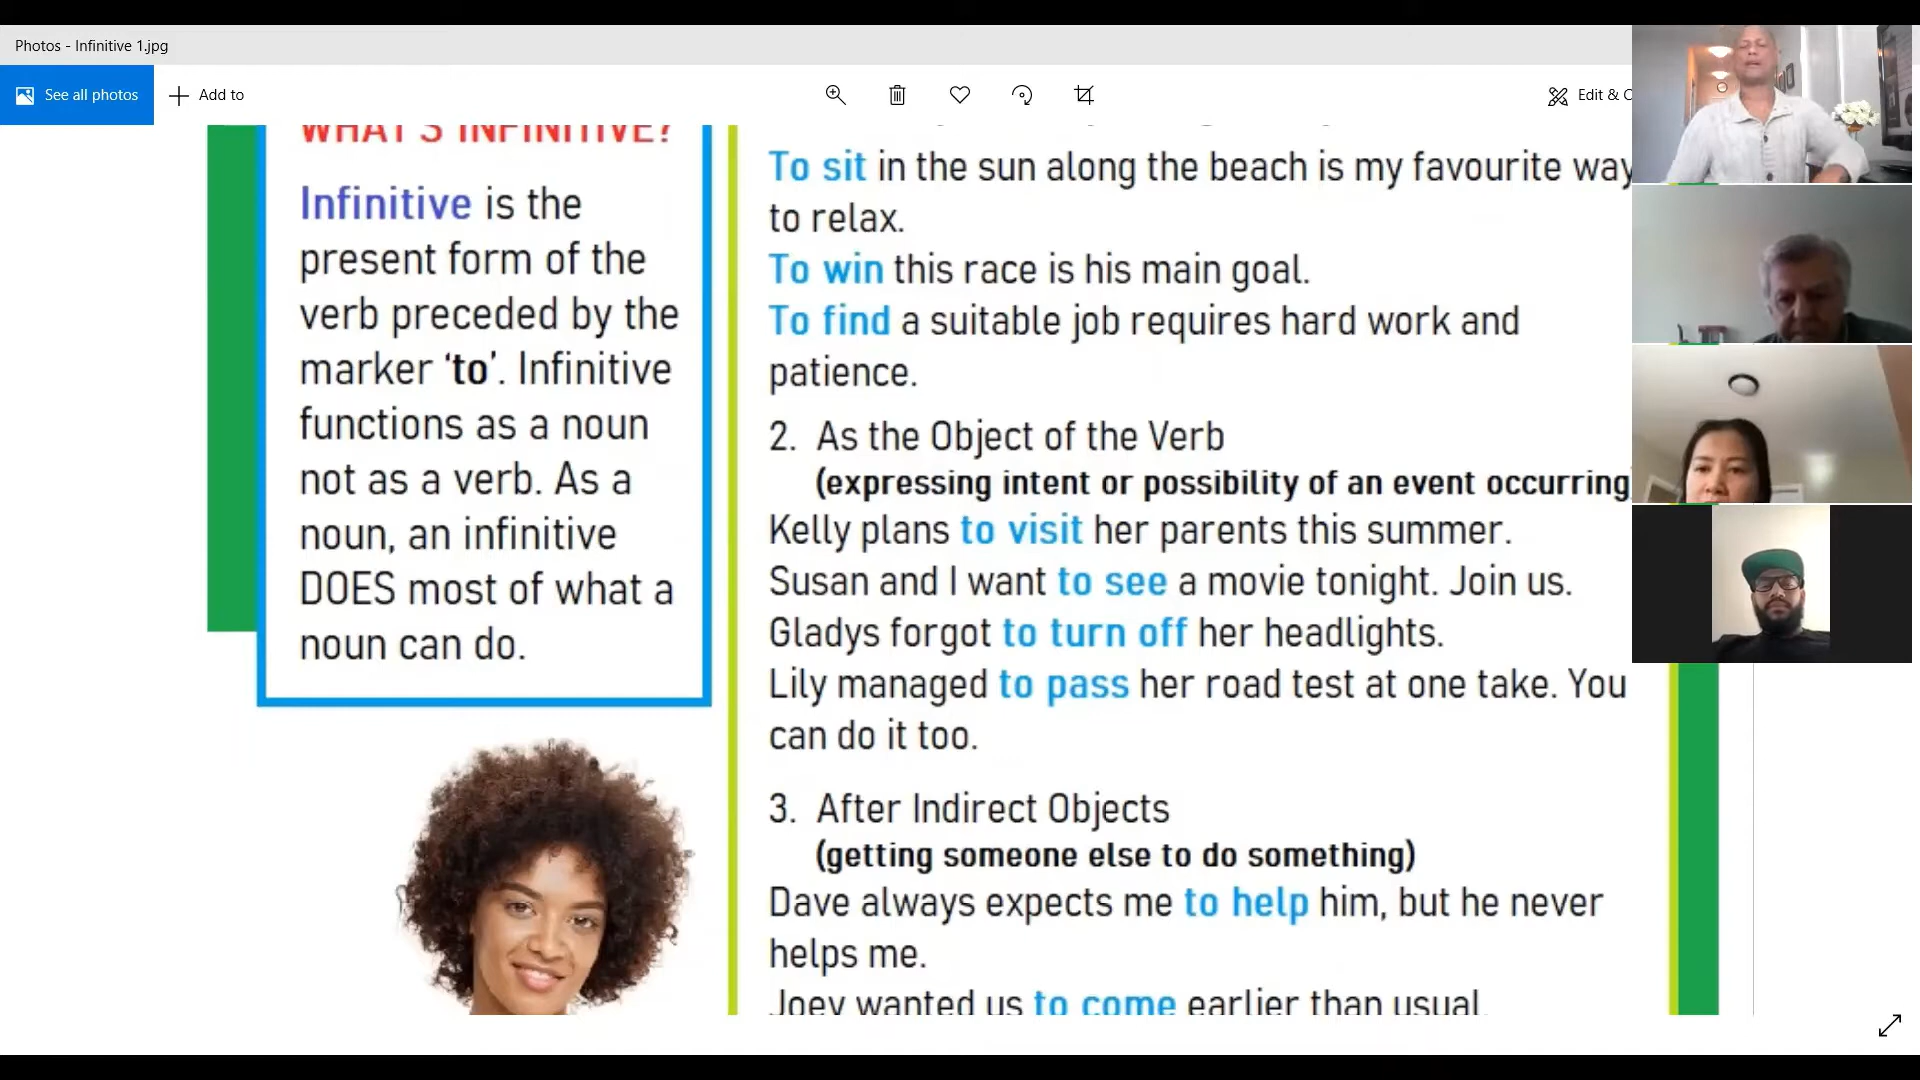 Photos - Infinitive 1.jpg
See all photos
Add to
Edit & C
WHAT'S INFINITIVE?
Infinitive is the
present form of the
verb preceded by the
marker ‘to’. Infinitive
functions as a noun
not as a verb. As a
noun, an infinitive
DOES most of what a
noun can do.
To sit in the sun along the beach is my favourite way
to relax.
To win this race is his main goal.
To find a suitable job requires hard work and
patience.
2. As the Object of the Verb
(expressing intent or possibility of an event occurring
Kelly plans to visit her parents this summer.
Susan and I want to see a movie tonight. Join us.
Gladys forgot to turn off her headlights.
Lily managed to pass her road test at one take. You
can do it too.
3. After Indirect Objects
(getting someone else to do something)
Dave always expects me to help him, but he never
helps me.
Joey wanted us to come earlier than usual.